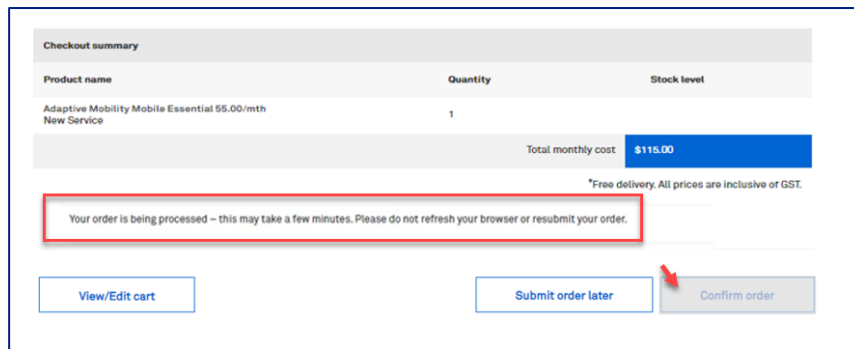 Checkout summary
Product name Quantity Stock level
Adaptive Mobility Mobile Essential 55.00/mth
New Service
1
Total monthly cost $115.00
*Free delivery. All prices are inclusive of GST.
Your order is being processed – this may take a few minutes. Please do not refresh your browser or resubmit your order.
View/Edit cart Submit order later Confirm order